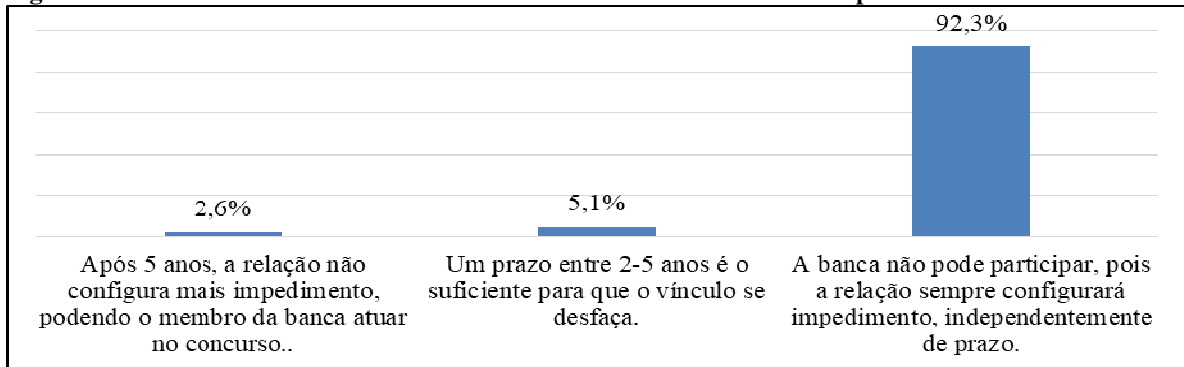 92,3%
2,6%
5,1%
Após 5 anos, a relação não
configura mais impedimento,
podendo o membro da banca atuar
no concurso..
Um prazo entre 2-5 anos é o
suficiente para que o vínculo se
desfaça.
A banca não pode participar, pois
a relação sempre configurará
impedimento, independentemente
de prazo.